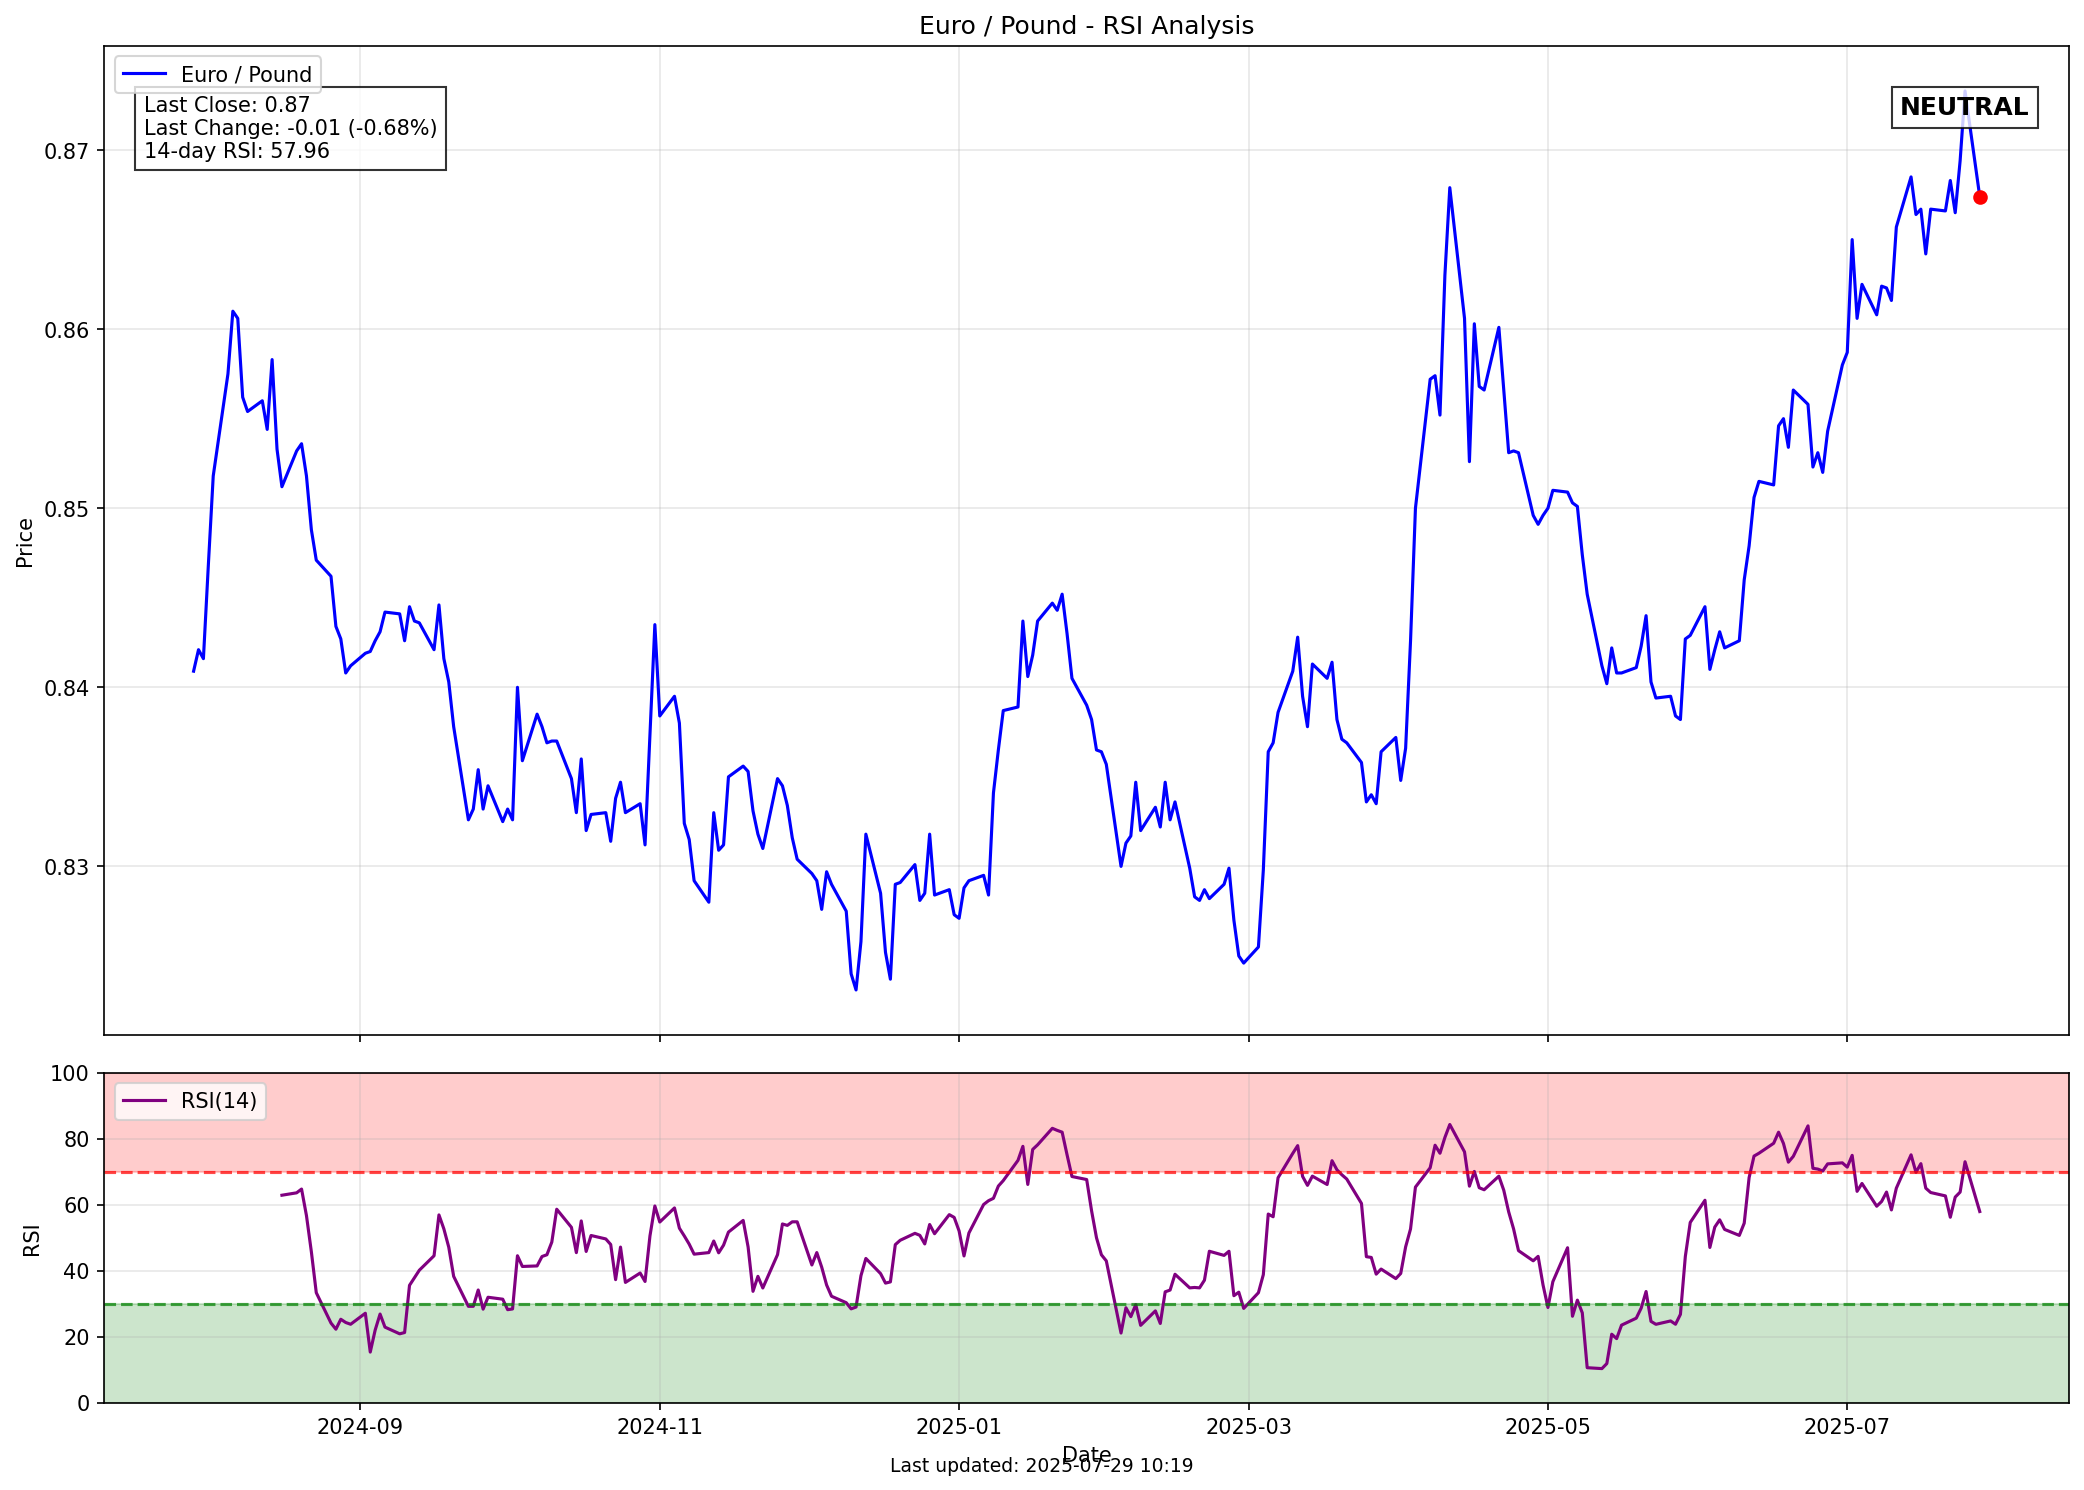 Euro / Pound - RSI Analysis
Euro / Pound
Last Close: 0.87
Last Change: -0.01 (-0.68%)
14-day RSI: 57.96
NEUTRAL
0.87
0.86
0.85
0.84
0.83
Price
RSI(14)
100
80
60
40
20
0
RSI
2024-09
2024-11
2025-01
2025-03
2025-05
2025-07
Date
Last updated: 2025-07-29 10:19